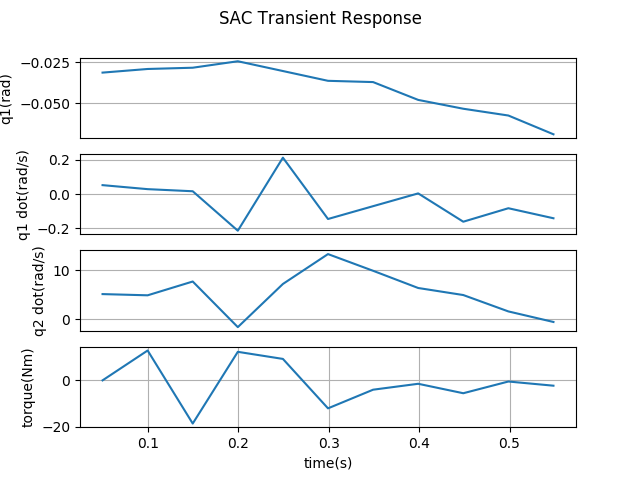 SAC Transient Response
−0.025
−0.050
q1(rad)
0.2
0.0
−0.2
q1 dot(rad/s)
10
0
q2 dot(rad/s)
0
−20
torque(Nm)
0.1 0.2 0.3 0.4 0.5
time(s)